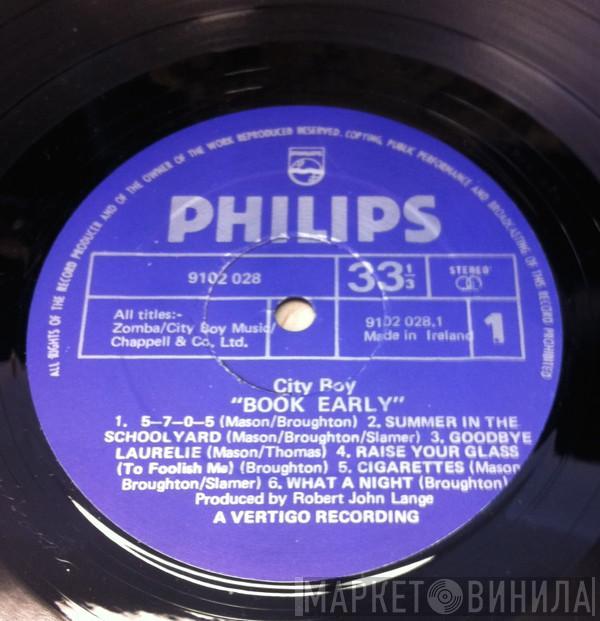 ALL RIGHTS OF THE RECORD PRODUCER AND OF THE OWNER OF THE WORK REPRODUCED RESERVED. COPYING, PUBLIC PERFORMANCE AND BROADCASTING OF THIS RECORD PROHIBITED
PHILIPS
PHILIPS
9102 028
33 1/3
STEREO
All titles:-
Zomba/City Boy Music/
Chappell & Co. Ltd.
9102 028.1
Made in Ireland
1
City Boy
"BOOK EARLY"
1. 5-7-0-5 (Mason/Broughton) 2. SUMMER IN THE
SCHOOLYARD (Mason/Broughton/Slamer) 3. GOODBYE
LAURELIE (Mason/Thomas) 4. RAISE YOUR GLASS
(To Foolish Me) (Broughton) 5. CIGARETTES (Mason
Broughton/Slamer) 6. WHAT A NIGHT (Broughton)
Produced by Robert John Lange
A VERTIGO RECORDING
МАРКЕТ ВИНИЛА